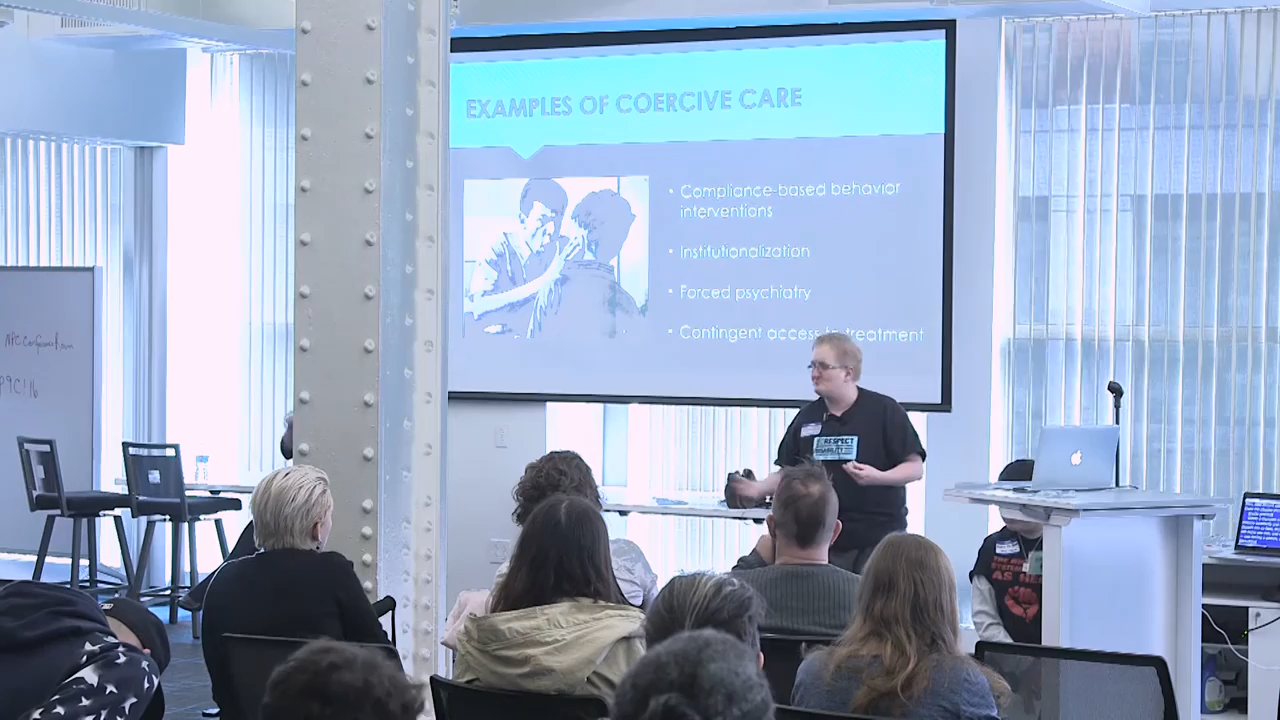 EXAMPLES OF COERCIVE CARE
• Compliance-based behavior
interventions
• Institutionalization
• Forced psychiatry
• Contingent access to treatment
RESPECT